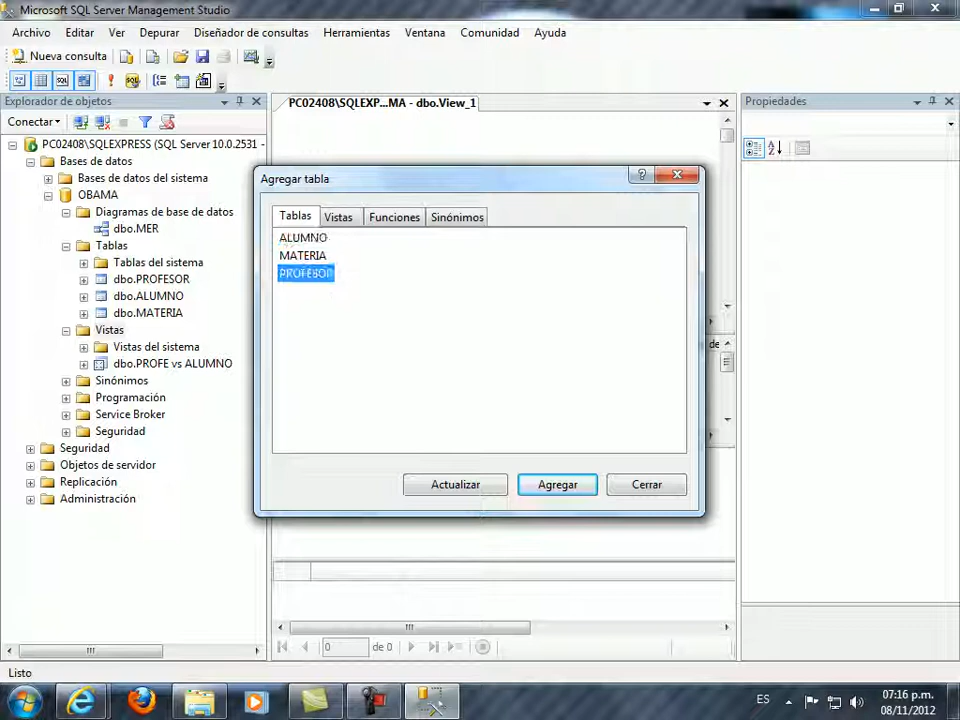 Microsoft SQL Server Management Studio
Archivo Editar Ver Depurar Diseñador de consultas Herramientas Ventana Comunidad Ayuda
Nueva consulta
Explorador de objetos
PC02408\SQLEXP...MA - dbo.View_1
Propiedades
Conectar
PC02408\SQLEXPRESS (SQL Server 10.0.2531 -
Bases de datos
Bases de datos del sistema
OBAMA
Diagramas de base de datos
dbo.MER
Tablas
Tablas del sistema
dbo.PROFESOR
dbo.ALUMNO
dbo.MATERIA
Vistas
Vistas del sistema
dbo.PROFE vs ALUMNO
Sinónimos
Programación
Service Broker
Seguridad
Seguridad
Objetos de servidor
Replicación
Administración
Agregar tabla
Tablas Vistas Funciones Sinónimos
ALUMNO
MATERIA
PROFESOR
Actualizar Agregar Cerrar
de
0 de 0
Listo
ES
07:16 p.m.
08/11/2012